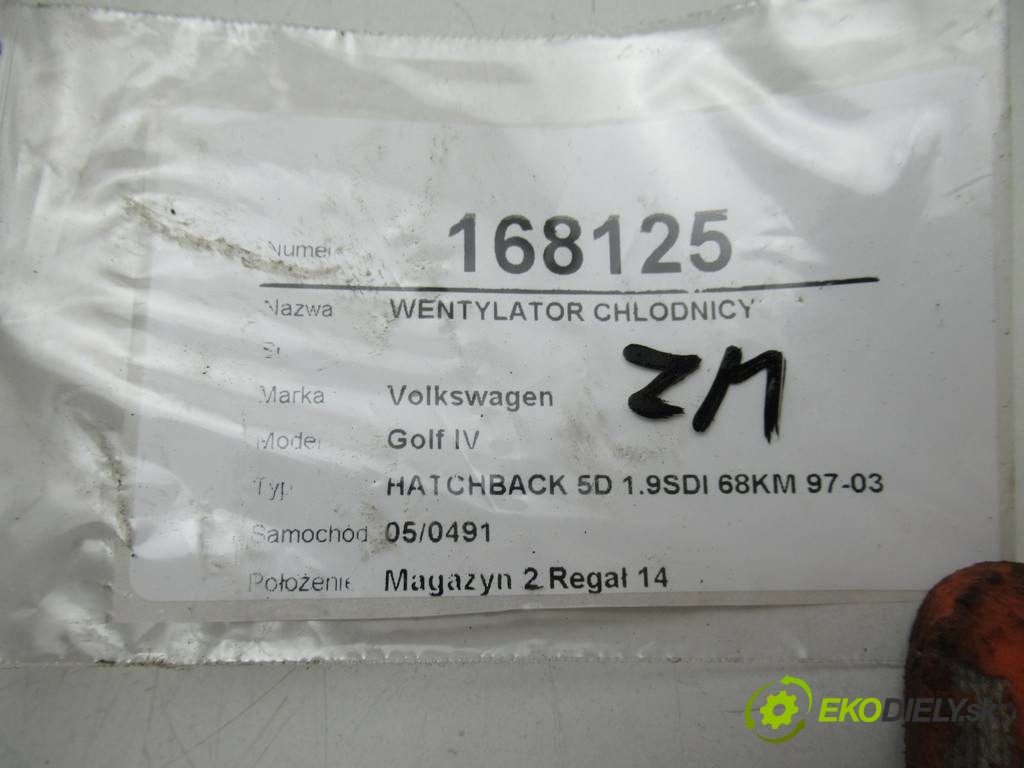 Numer 168125
Nazwa WENTYLATOR CHLODNICY
Marka Volkswagen
ZM
Model Golf IV
Typ HATCHBACK 5D 1.9SDI 68KM 97-03
Samochód 05/0491
Położenie Magazyn 2 Regał 14
EKODIELY.sk